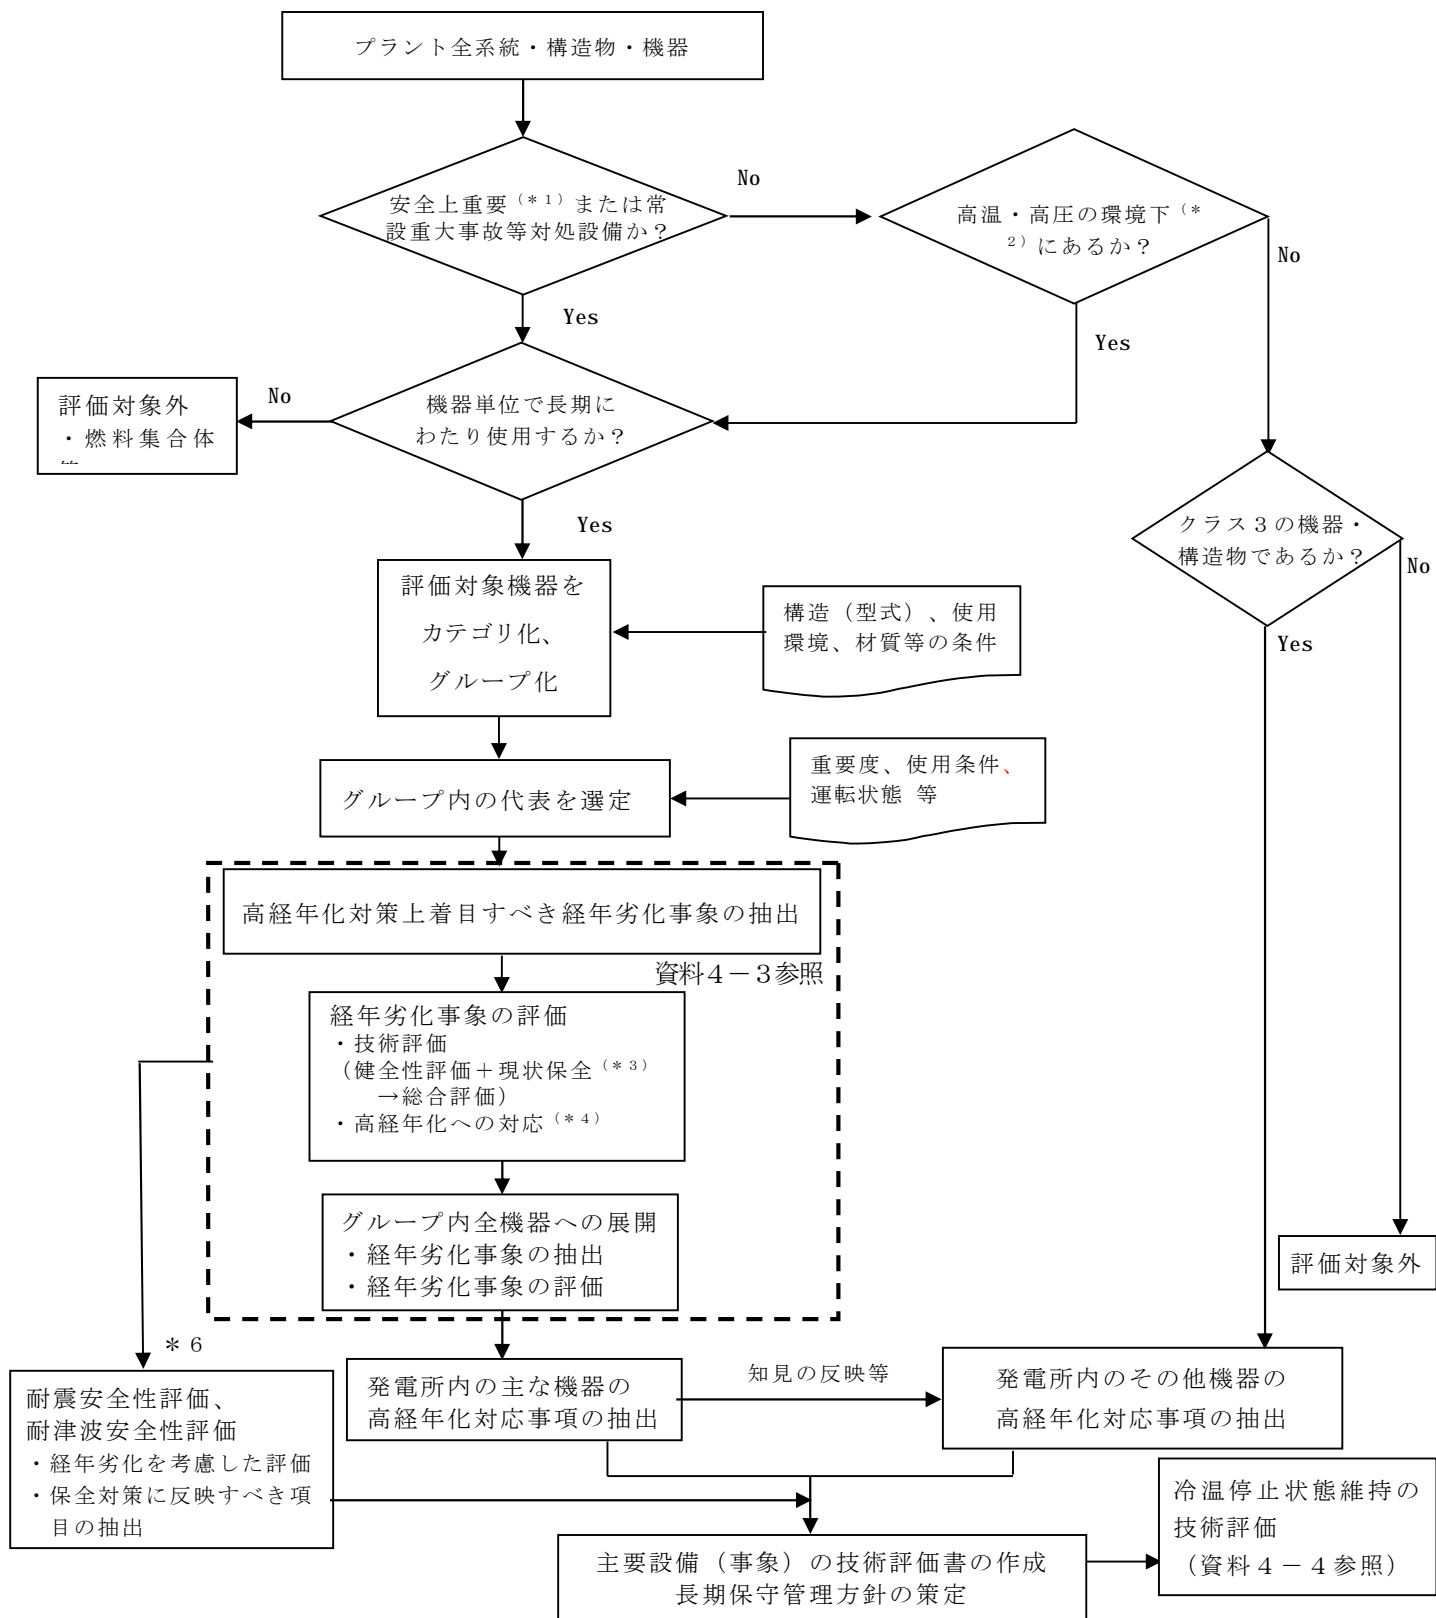 プラント全系統・構造物・機器
安全上重要(*1)または常
設重大事故等対処設備か？
No
高温・高圧の環境下(*
2)にあるか？
No
Yes
Yes
評価対象外
・燃料集合体
No
機器単位で長期に
わたり使用するか？
Yes
クラス３の機器・
構造物であるか？
No
Yes
評価対象機器を
カテゴリ化、
グループ化
構造（型式）、使用
環境、材質等の条件
グループ内の代表を選定
重要度、使用条件、
運転状態 等
高経年化対策上着目すべき経年劣化事象の抽出
資料４－３参照
経年劣化事象の評価
・技術評価
（健全性評価＋現状保全(*3)
→総合評価）
・高経年化への対応(*4)
グループ内全機器への展開
・経年劣化事象の抽出
・経年劣化事象の評価
評価対象外
＊６
耐震安全性評価、
耐津波安全性評価
・経年劣化を考慮した評価
・保全対策に反映すべき項
目の抽出
発電所内の主な機器の
高経年化対応事項の抽出
知見の反映等
発電所内のその他機器の
高経年化対応事項の抽出
冷温停止状態維持の
技術評価
（資料４－４参照）
主要設備（事象）の技術評価書の作成
長期保守管理方針の策定